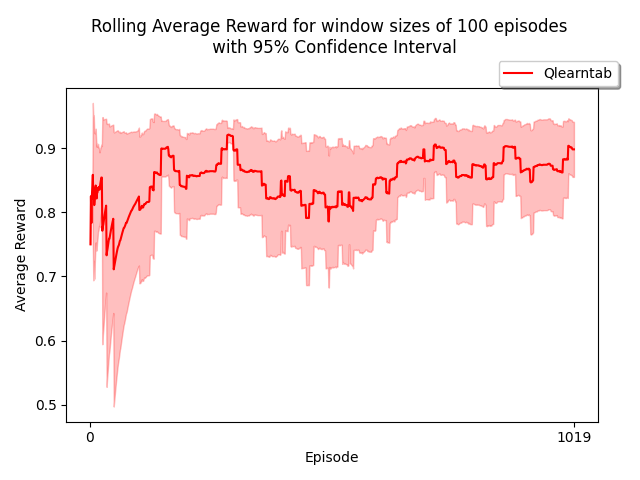 Rolling Average Reward for window sizes of 100 episodes
with 95% Confidence Interval
Qlearntab
0.9
0.8
0.7
0.6
0.5
Average Reward
0
1019
Episode